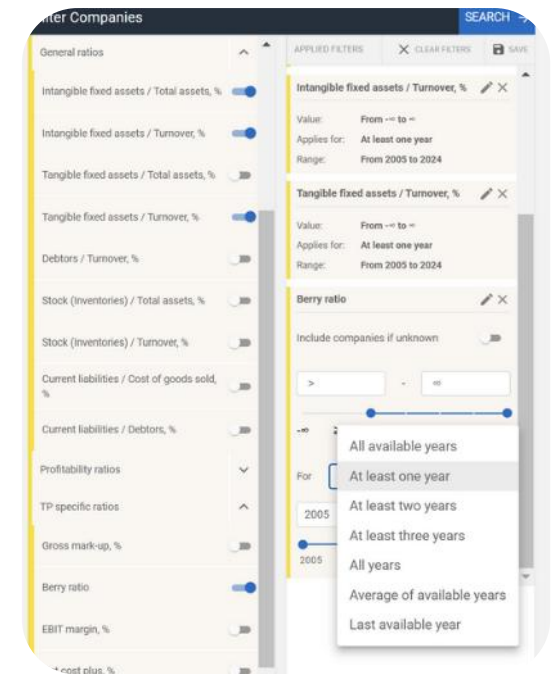 ilter Companies
SEARCH →
General ratios
Intangible fixed assets / Total assets, %
Intangible fixed assets / Turnover, %
Tangible fixed assets / Total assets, %
Tangible fixed assets / Turnover, %
Debtors / Turnover, %
Stock (Inventories) / Total assets, %
Stock (Inventories) / Turnover, %
Current liabilities / Cost of goods sold,
%
Current liabilities / Debtors, %
Profitability ratios
TP specific ratios
Gross mark-up, %
Berry ratio
EBIT margin, %
cost plus, %
APPLIED FILTERS
CLEAR FILTERS
SAVE
Intangible fixed assets / Turnover, %
Value: From -∞ to ∞
Applies for: At least one year
Range: From 2005 to 2024
Tangible fixed assets / Turnover, %
Value: From -∞ to ∞
Applies for: At least one year
Range: From 2005 to 2024
Berry ratio
Include companies if unknown
> - ∞
-∞
For
All available years
At least one year
At least two years
At least three years
All years
Average of available years
Last available year
2005
2005